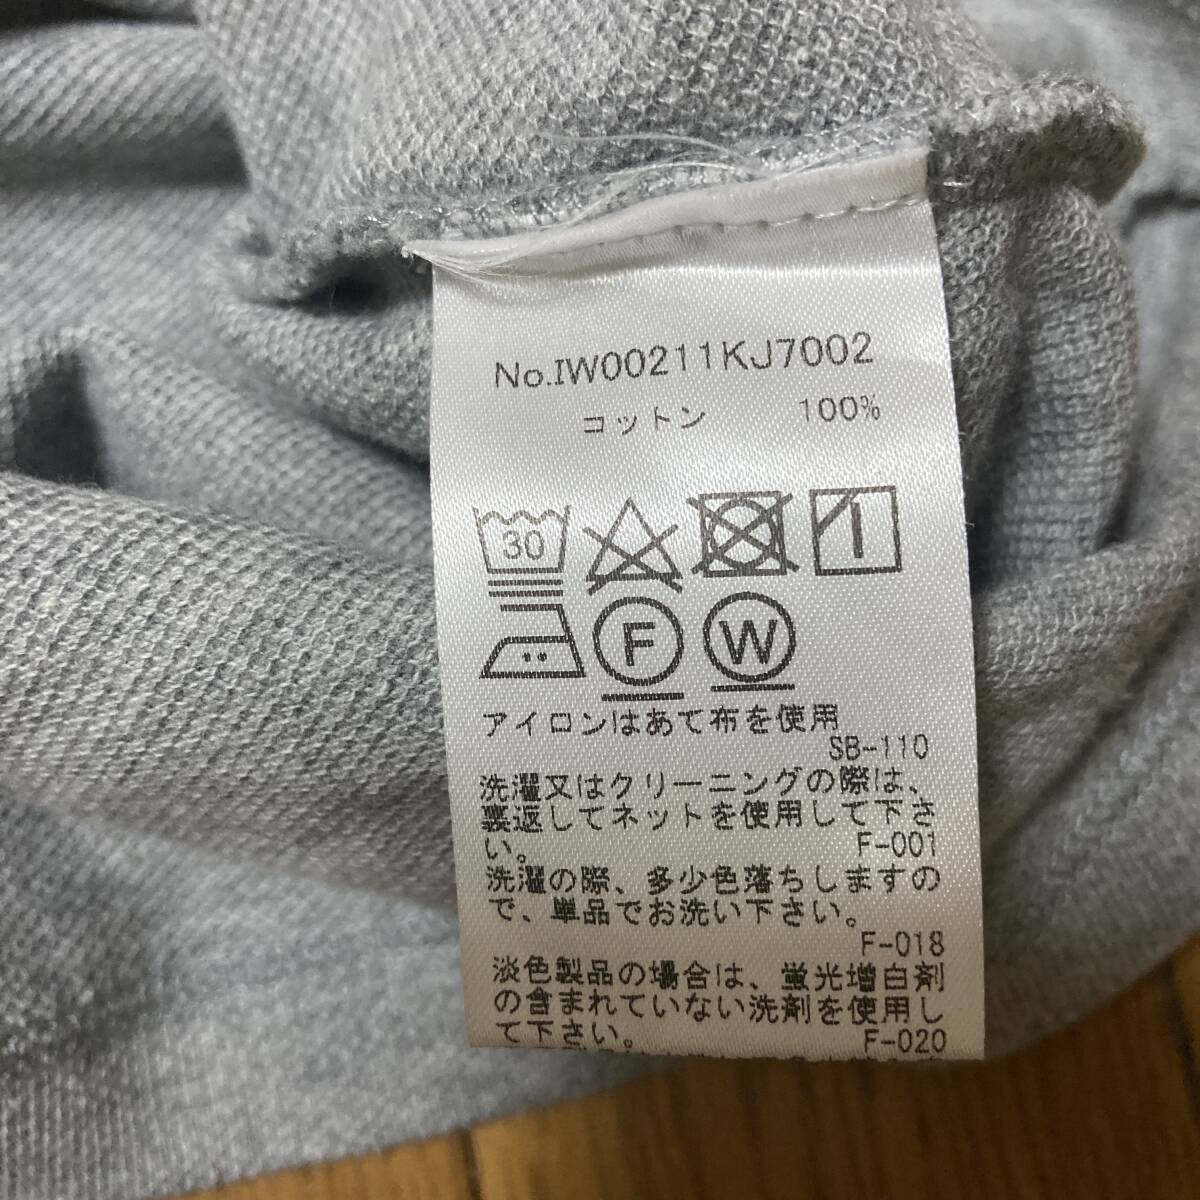 No.IW00211KJ7002
コットン 100%
30
F W
アイロンはあて布を使用
SB-110
洗濯又はクリーニングの際は、
裏返してネットを使用して下さ
い。 F-001
洗濯の際、多少色落ちしますの
で、単品でお洗い下さい。
F-018
淡色製品の場合は、蛍光増白剤
の含まれていない洗剤を使用し
て下さい。 F-020